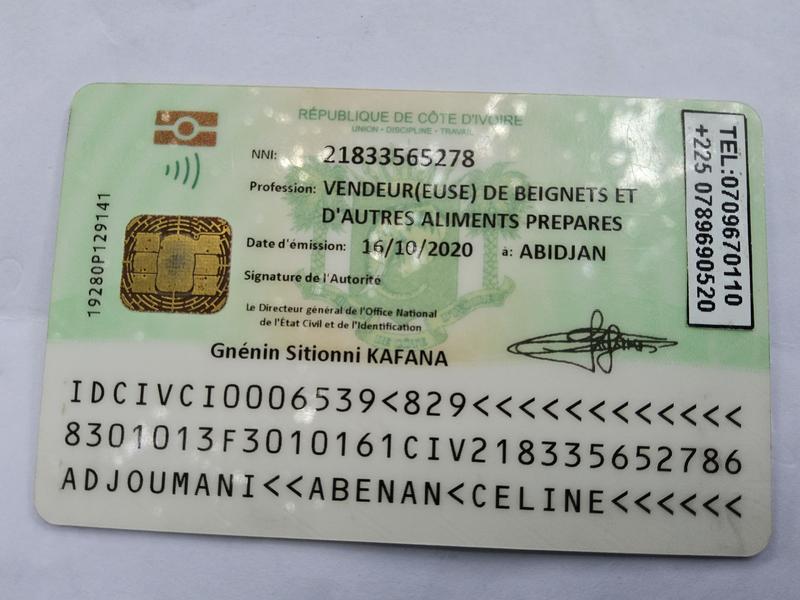 RÉPUBLIQUE DE CÔTE D'IVOIRE
UNION - DISCIPLINE - TRAVAIL
NNI: 21833565278
Profession: VENDEUR(EUSE) DE BEIGNETS ET
D'AUTRES ALIMENTS PREPARES
Date d'émission: 16/10/2020 à: ABIDJAN
Signature de l'Autorité
Le Directeur général de l'Office National
de l'État Civil et de l'Identification
Gnénin Sitionni KAFANA
19280P129141
TEL:0709670110
+225 0789690520
IDCIVCI0006539<829<<<<<<<<<<<<
8301013F3010161CIV218335652786
ADJOUMANI<<ABENAN<CELINE<<<<<<